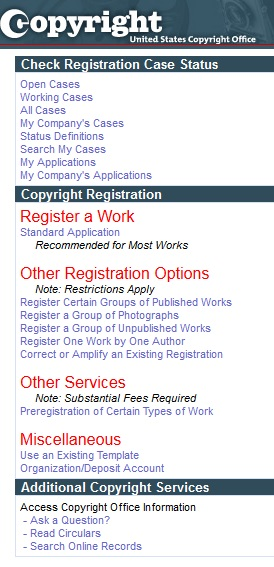 Copyright
United States Copyright Office
Check Registration Case Status
Open Cases
Working Cases
All Cases
My Company's Cases
Status Definitions
Search My Cases
My Applications
My Company's Applications
Copyright Registration
Register a Work
Standard Application
Recommended for Most Works
Other Registration Options
Note: Restrictions Apply
Register Certain Groups of Published Works
Register a Group of Photographs
Register a Group of Unpublished Works
Register One Work by One Author
Correct or Amplify an Existing Registration
Other Services
Note: Substantial Fees Required
Preregistration of Certain Types of Work
Miscellaneous
Use an Existing Template
Organization/Deposit Account
Additional Copyright Services
Access Copyright Office Information
- Ask a Question?
- Read Circulars
- Search Online Records